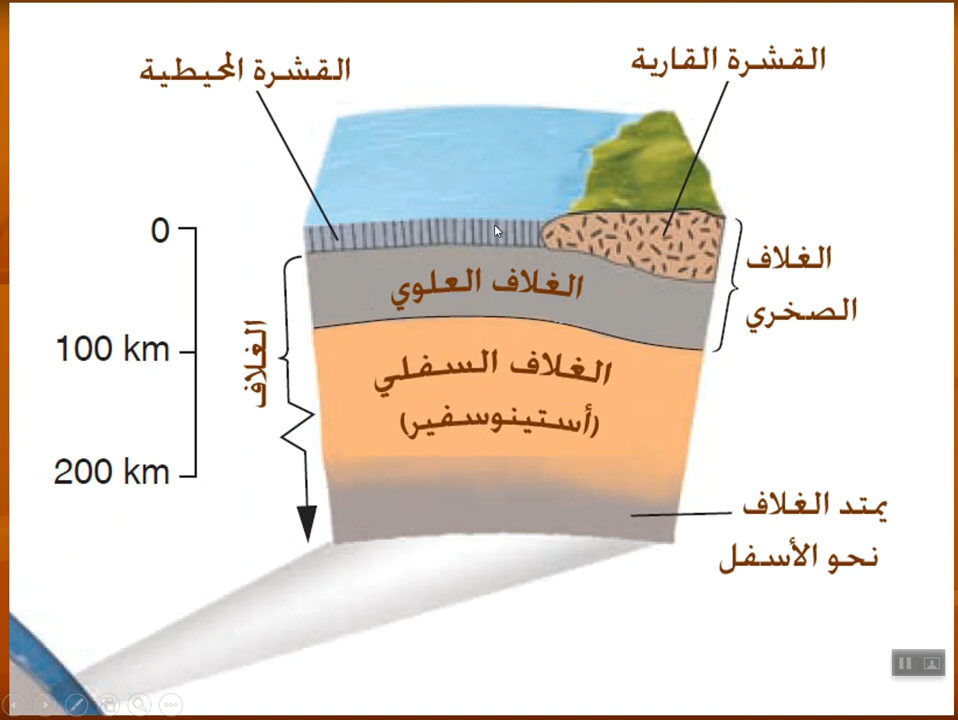 القشرة المحيطية
القشرة القارية
0
الغلاف
الصخري
الغلاف العلوي
100 km
الغلاف
الغلاف السفلي
(أستينوسفير)
200 km
يمتد الغلاف
نحو الأسفل